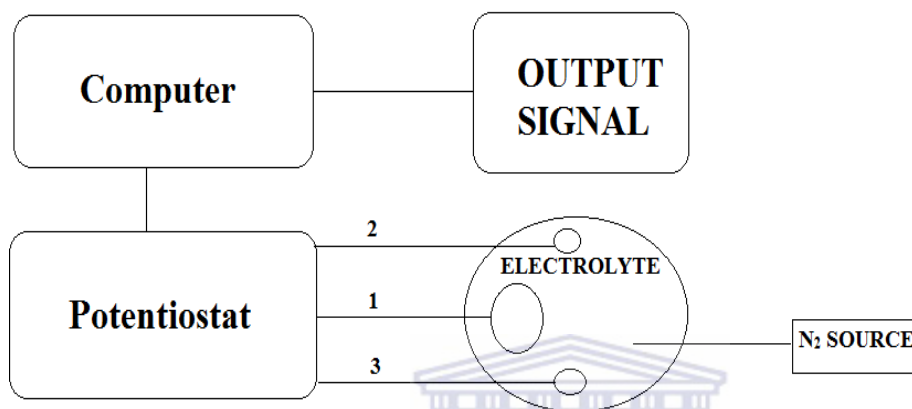 Computer
OUTPUT
SIGNAL
2
ELECTROLYTE
Potentiostat
1
N₂ SOURCE
3